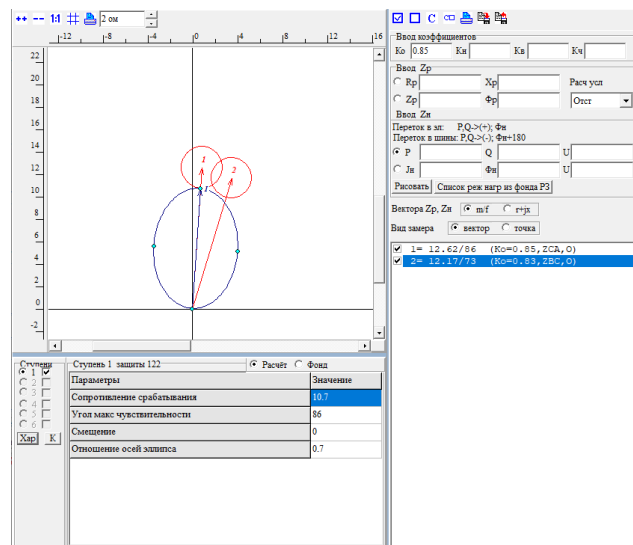 ++ -- 1:1 2 ом
-12 -8 -4 0 4 8 12 16
22
20
18
16
14
12
10
8
6
4
2
0
-2
1
2
1
C
Ввод коэффициентов
Ко 0.85 Кн Кв Кч
Ввод Zр
Rр Xр Расч усл
Zр Фр Отст
Ввод Zн
Переток в эл: P,Q->(+); Фн
Переток в шины: P,Q->(-); Фн+180
P Q U
Jн Фн U
Рисовать Список реж нагр из фонда РЗ
Вектора Zр, Zн m/f r+jx
Вид замера вектор точка
1= 12.62/86 (Ко=0.85,ZCA,O)
2= 12.17/73 (Ко=0.83,ZBC,O)
Ступени
1
2
3
4
5
6
Хар К
Ступень 1 защиты 122 Расчёт Фонд
Параметры Значение
Сопротивление срабатывания 10.7
Угол макс чувствительности 86
Смещение 0
Отношение осей эллипса 0.7